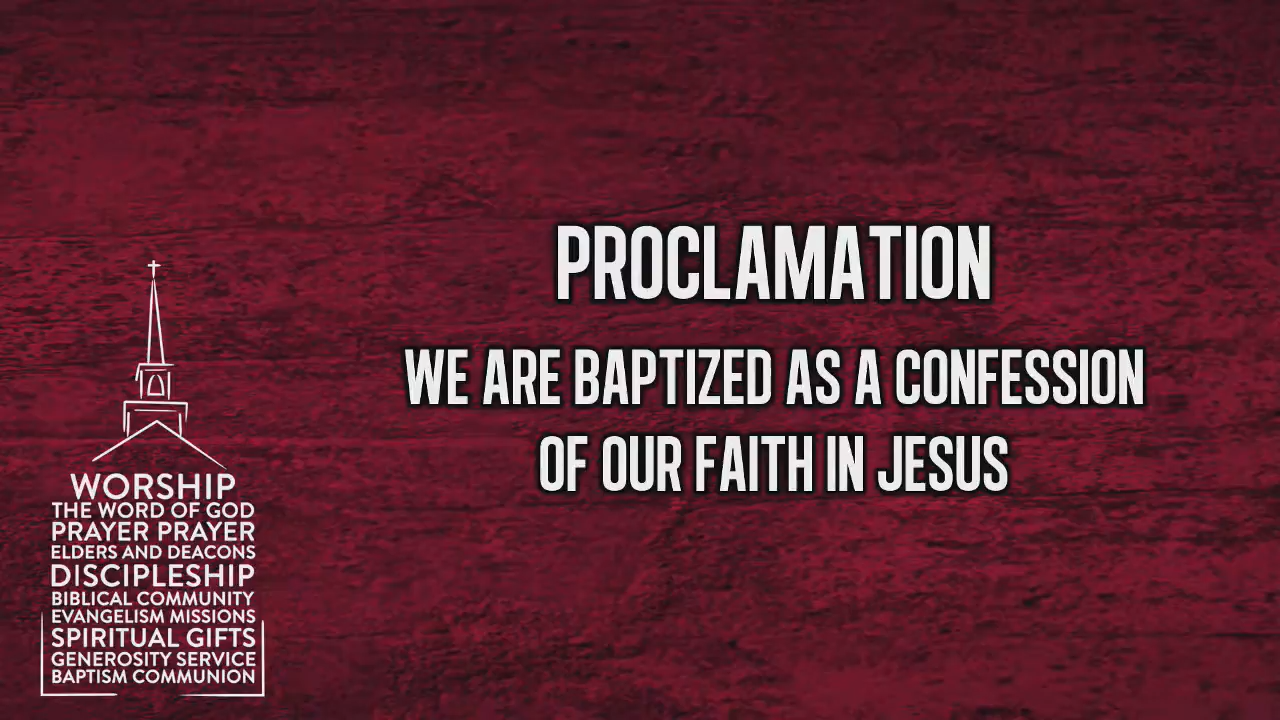 PROCLAMATION
WE ARE BAPTIZED AS A CONFESSION
OF OUR FAITH IN JESUS
WORSHIP
THE WORD OF GOD
PRAYER PRAYER
ELDERS AND DEACONS
DISCIPLESHIP
BIBLICAL COMMUNITY
EVANGELISM MISSIONS
SPIRITUAL GIFTS
GENEROSITY SERVICE
BAPTISM COMMUNION